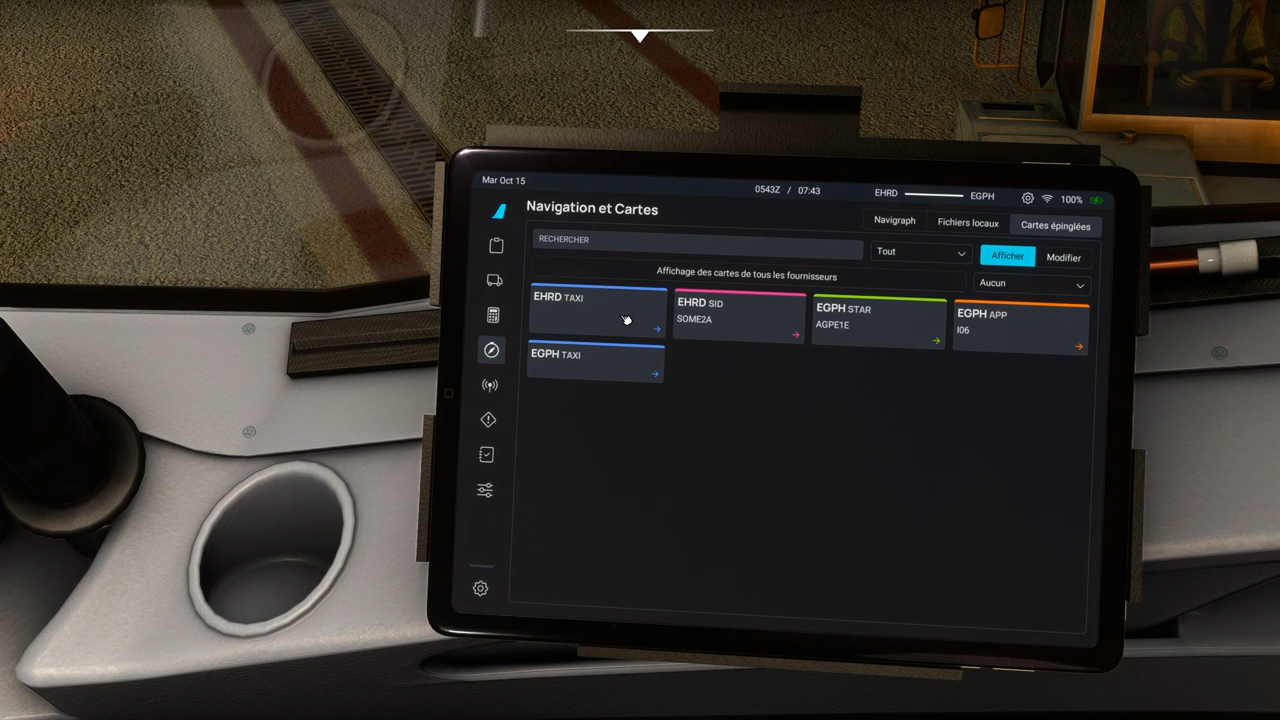 Mar Oct 15
0543Z / 07:43
EHRD EGPH
100%
Navigation et Cartes
Navigraph
Fichiers locaux
Cartes épinglées
RECHERCHER
Tout
Afficher
Modifier
Affichage des cartes de tous les fournisseurs
Aucun
EHRD TAXI
EHRD SID
SOME2A
EGPH STAR
AGPE1E
EGPH APP
I06
EGPH TAXI